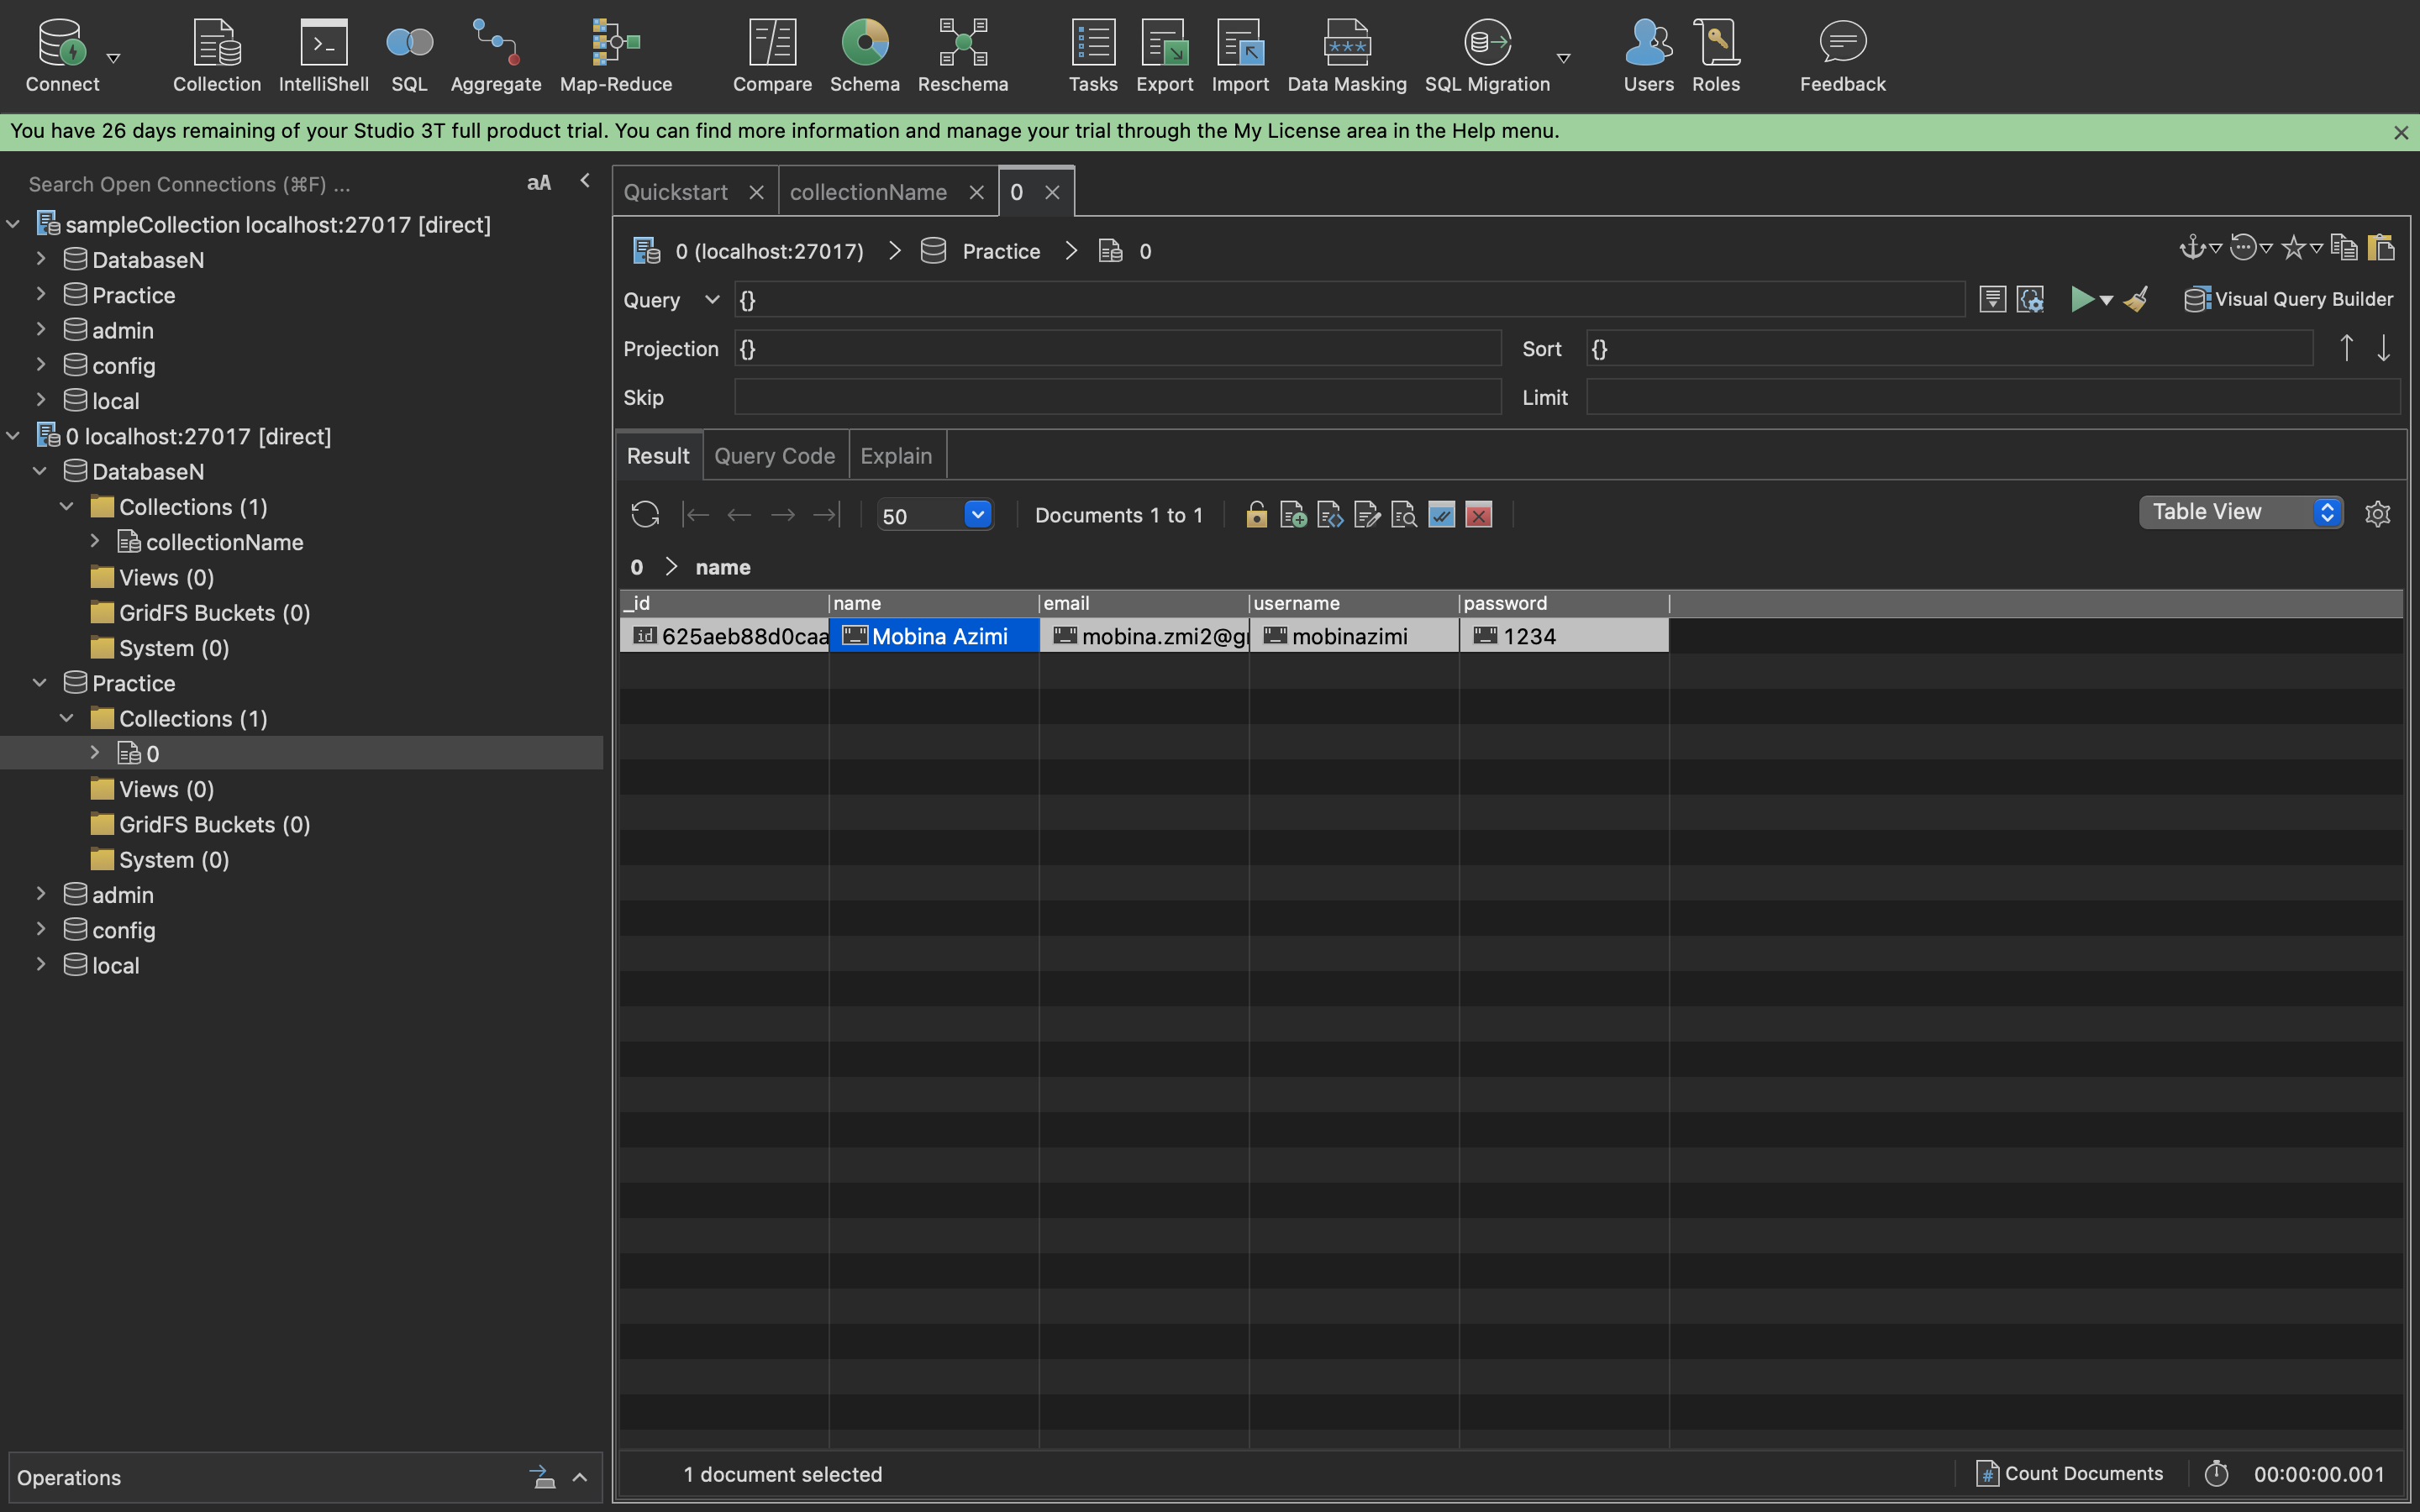 Connect Collection IntelliShell SQL Aggregate Map-Reduce Compare Schema Reschema Tasks Export Import Data Masking SQL Migration Users Roles Feedback
You have 26 days remaining of your Studio 3T full product trial. You can find more information and manage your trial through the My License area in the Help menu.
Search Open Connections (⌘F) ... aA
sampleCollection localhost:27017 [direct]
DatabaseN
Practice
admin
config
local
0 localhost:27017 [direct]
DatabaseN
Collections (1)
collectionName
Views (0)
GridFS Buckets (0)
System (0)
Practice
Collections (1)
0
Views (0)
GridFS Buckets (0)
System (0)
admin
config
local
Operations
Quickstart collectionName 0
0 (localhost:27017) Practice 0
Query {} Visual Query Builder
Projection {} Sort {}
Skip Limit
Result Query Code Explain
50 Documents 1 to 1 Table View
0 > name
_id name email username password
625aeb88d0caa Mobina Azimi mobina.zmi2@g mobinazimi 1234
1 document selected Count Documents 00:00:00.001